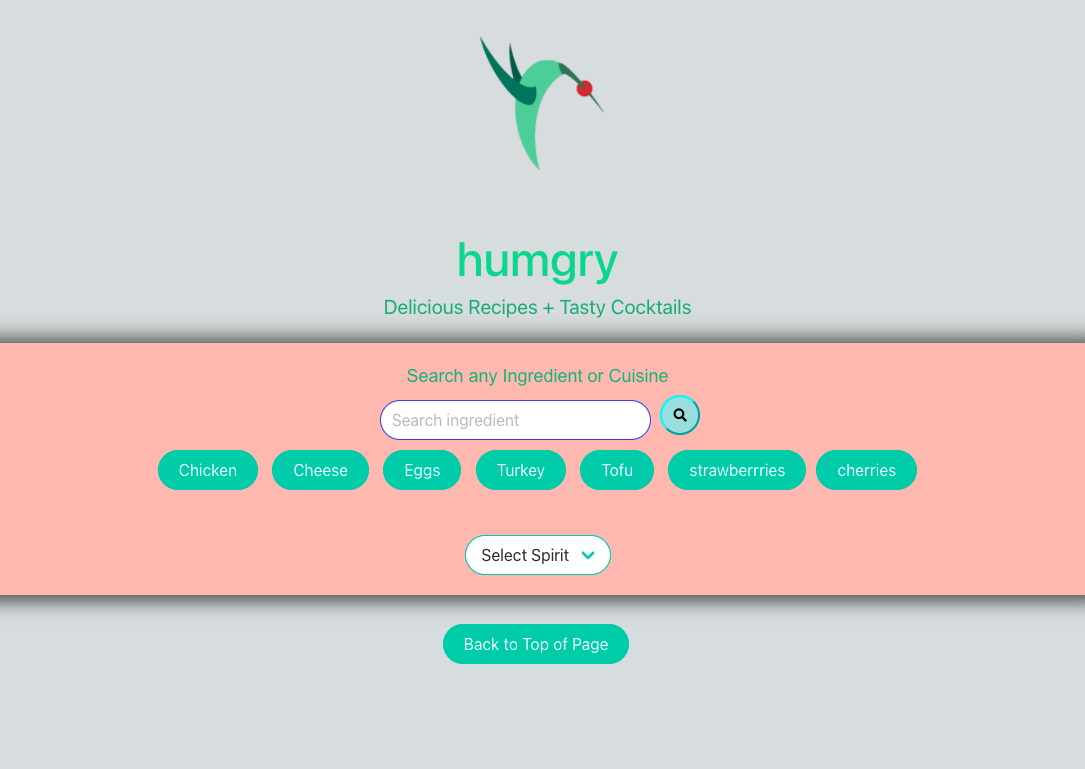 humgry
Delicious Recipes + Tasty Cocktails
Search any Ingredient or Cuisine
Search ingredient
Chicken Cheese Eggs Turkey Tofu strawberrries cherries
Select Spirit
Back to Top of Page